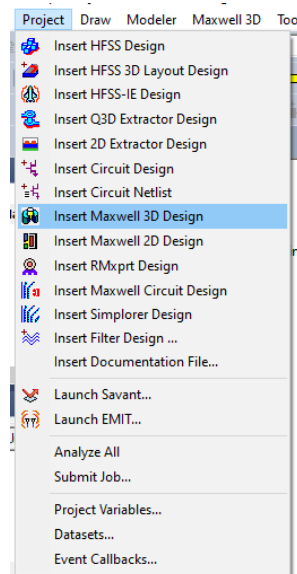 Project Draw Modeler Maxwell 3D Too
Insert HFSS Design
Insert HFSS 3D Layout Design
Insert HFSS-IE Design
Insert Q3D Extractor Design
Insert 2D Extractor Design
Insert Circuit Design
Insert Circuit Netlist
Insert Maxwell 3D Design
Insert Maxwell 2D Design
Insert RMxprt Design
Insert Maxwell Circuit Design
Insert Simplorer Design
Insert Filter Design ...
Insert Documentation File...
Launch Savant...
Launch EMIT...
Analyze All
Submit Job...
Project Variables...
Datasets...
Event Callbacks...